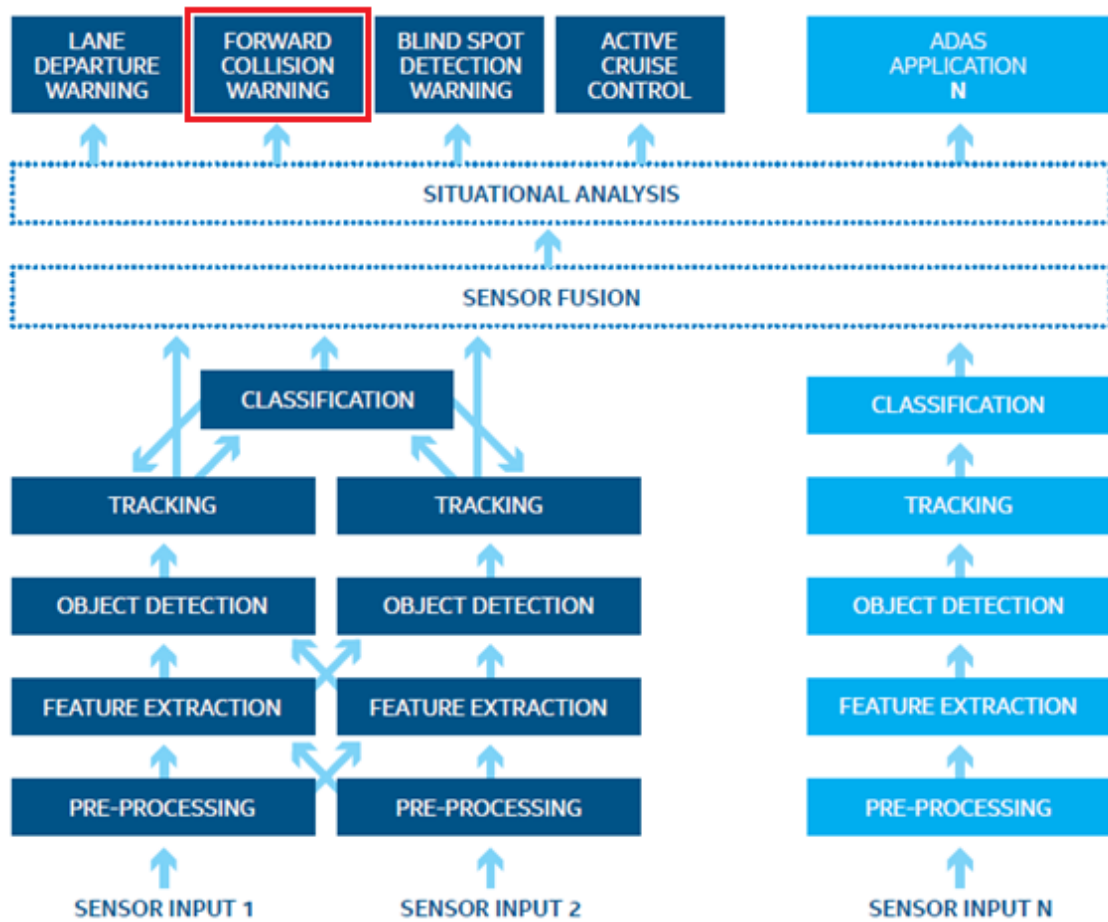 LANE
DEPARTURE
WARNING
FORWARD
COLLISION
WARNING
BLIND SPOT
DETECTION
WARNING
ACTIVE
CRUISE
CONTROL
ADAS
APPLICATION
N
SITUATIONAL ANALYSIS
SENSOR FUSION
CLASSIFICATION
CLASSIFICATION
TRACKING
TRACKING
TRACKING
OBJECT DETECTION
OBJECT DETECTION
OBJECT DETECTION
FEATURE EXTRACTION
FEATURE EXTRACTION
FEATURE EXTRACTION
PRE-PROCESSING
PRE-PROCESSING
PRE-PROCESSING
SENSOR INPUT 1
SENSOR INPUT 2
SENSOR INPUT N